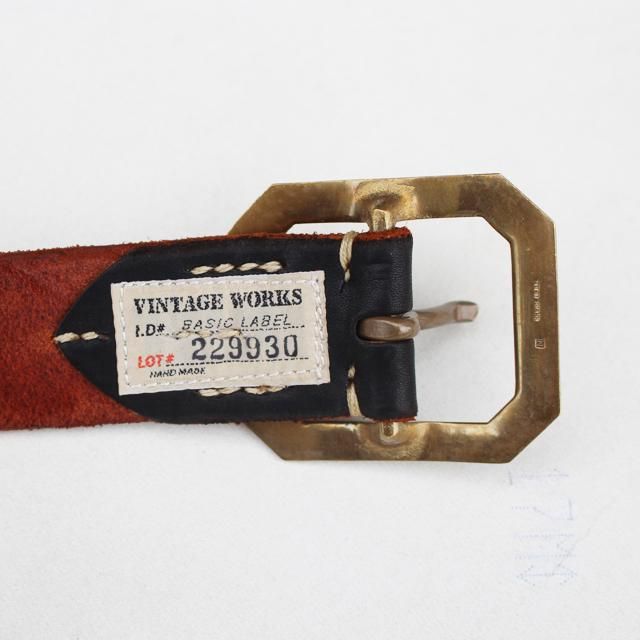 VINTAGE WORKS
I.D# BASIC LABEL
LOT# 229930
HAND MADE